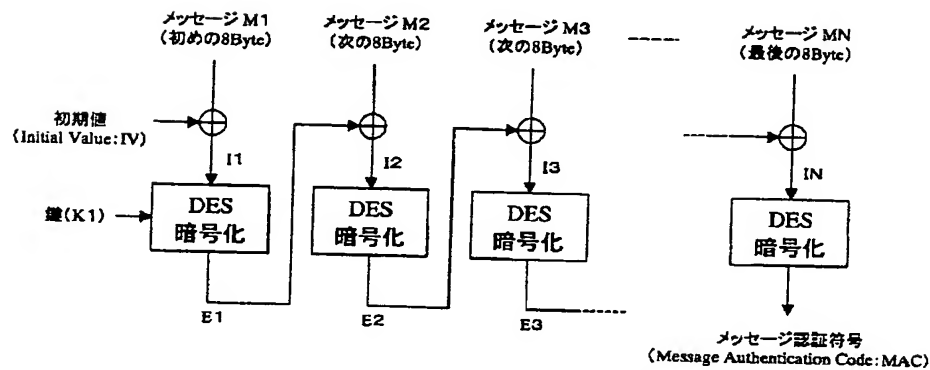 メッセージ M1
(初めの8Byte)
メッセージ M2
(次の8Byte)
メッセージ M3
(次の8Byte)
メッセージ MN
(最後の8Byte)
初期値
(Initial Value:IV)
I1
I2
I3
IN
鍵(K1)
DES
暗号化
DES
暗号化
DES
暗号化
DES
暗号化
E1
E2
E3
メッセージ認証符号
(Message Authentication Code:MAC)